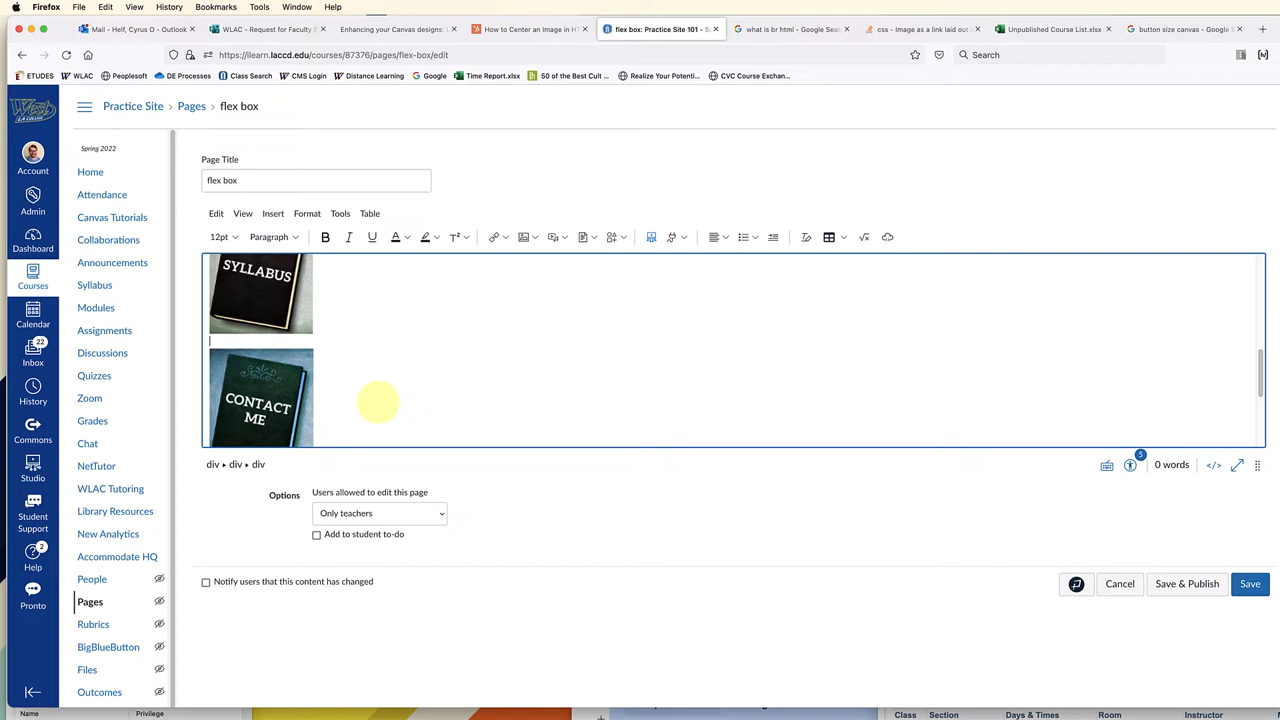 Firefox File Edit View History Bookmarks Tools Window Help
Mail - Helf, Cyrus O - Outlook
WLAC - Request for Faculty E
Enhancing your Canvas designs: W
How to Center an Image in H
flex box: Practice Site 101 - S
what is br html - Google Sear
css - Image as a link laid out
Unpublished Course List.xlsx
button size canvas - Google S
https://ilearn.laccd.edu/courses/87376/pages/flex-box/edit
Search
ETUDES WLAC Peoplesoft DE Processes Class Search CMS Login Distance Learning Google Time Report.xlsx 50 of the Best Cult ... Realize Your Potenti... CVC Course Exchan...
West
L.A. COLLEGE
Account
Admin
Dashboard
Courses
Calendar
22
Inbox
History
Commons
Studio
Student
Support
2
Help
Pronto
Practice Site › Pages › flex box
Spring 2022
Home
Attendance
Canvas Tutorials
Collaborations
Announcements
Syllabus
Modules
Assignments
Discussions
Quizzes
Zoom
Grades
Chat
NetTutor
WLAC Tutoring
Library Resources
New Analytics
Accommodate HQ
People
Pages
Rubrics
BigBlueButton
Files
Outcomes
Page Title
flex box
Edit View Insert Format Tools Table
12pt Paragraph B I U A T² √x
SYLLABUS
CONTACT
ME
div ▸ div ▸ div
5
0 words </>
Options
Users allowed to edit this page
Only teachers
Add to student to-do
Notify users that this content has changed
Cancel Save & Publish Save
Name Privilege
Class Section Days & Times Room Instructor